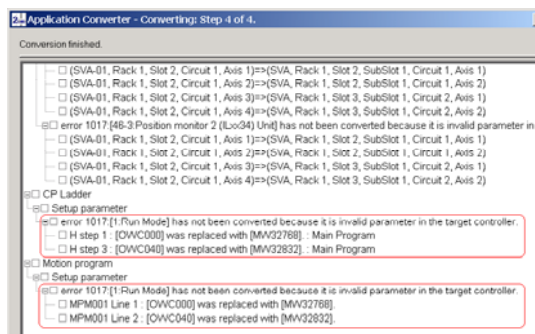 Application Converter - Converting: Step 4 of 4.
Conversion finished.
(SVA-01, Rack 1, Slot 2, Circuit 1, Axis 1)=>(SVA, Rack 1, Slot 2, SubSlot 1, Circuit 1, Axis 1)
(SVA-01, Rack 1, Slot 2, Circuit 1, Axis 2)=>(SVA, Rack 1, Slot 2, SubSlot 1, Circuit 1, Axis 2)
(SVA-01, Rack 1, Slot 2, Circuit 1, Axis 3)=>(SVA, Rack 1, Slot 3, SubSlot 1, Circuit 1, Axis 1)
(SVA-01, Rack 1, Slot 2, Circuit 1, Axis 4)=>(SVA, Rack 1, Slot 3, SubSlot 1, Circuit 1, Axis 2)
error 1017:[46-3:Position monitor 2 (ILxx34) Unit] has not been converted because it is invalid parameter in
(SVA-01, Rack 1, Slot 2, Circuit 1, Axis 1)=>(SVA, Rack 1, Slot 2, SubSlot 1, Circuit 1, Axis 1)
(SVA-01, Rack 1, Slot 2, Circuit 1, Axis 2)=>(SVA, Rack 1, Slot 2, SubSlot 1, Circuit 1, Axis 2)
(SVA-01, Rack 1, Slot 2, Circuit 1, Axis 3)=>(SVA, Rack 1, Slot 3, SubSlot 1, Circuit 1, Axis 1)
(SVA-01, Rack 1, Slot 2, Circuit 1, Axis 4)=>(SVA, Rack 1, Slot 3, SubSlot 1, Circuit 1, Axis 2)
CP Ladder
Setup parameter
error 1017:[1:Run Mode] has not been converted because it is invalid parameter in the target controller.
H step 1 : [OWC000] was replaced with [MW32768]. : Main Program
H step 3 : [OWC040] was replaced with [MW32832]. : Main Program
Motion program
Setup parameter
error 1017:[1:Run Mode] has not been converted because it is invalid parameter in the target controller.
MPM001 Line 1 : [OWC000] was replaced with [MW32768].
MPM001 Line 2 : [OWC040] was replaced with [MW32832].